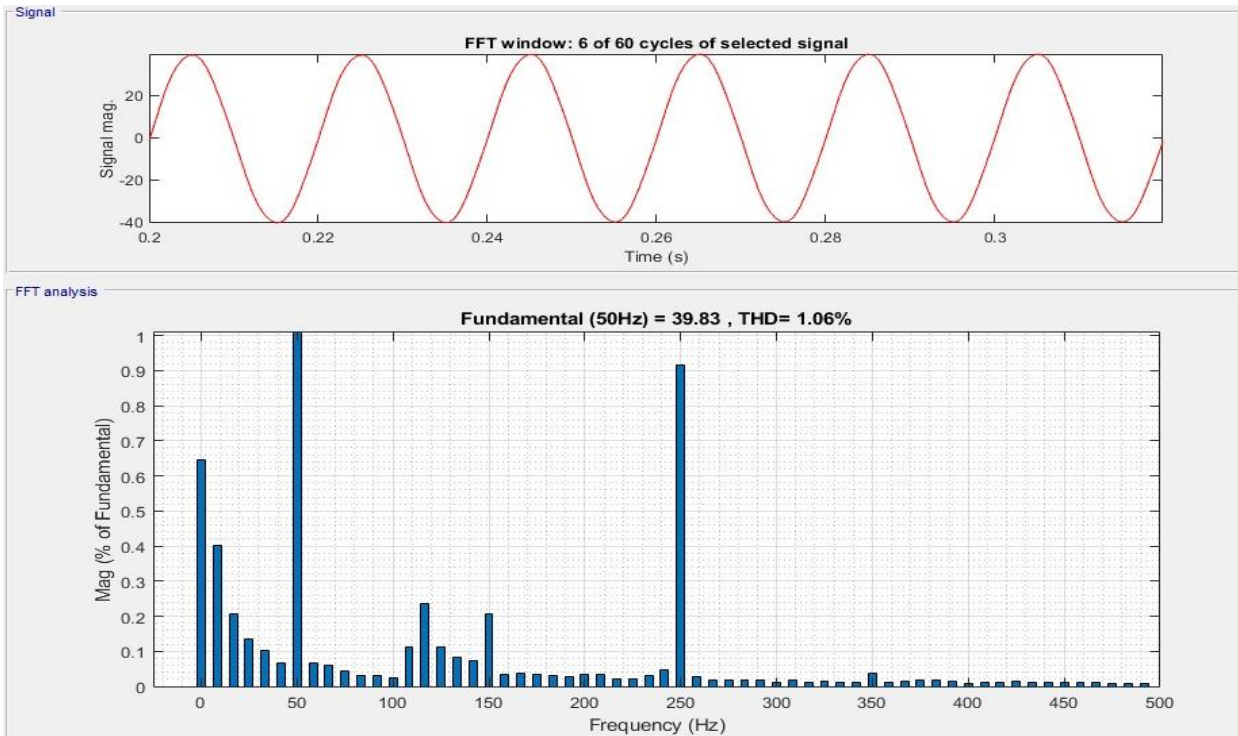 Signal
FFT window: 6 of 60 cycles of selected signal
Signal mag.
20
0
-20
-40
0.2 0.22 0.24 0.26 0.28 0.3
Time (s)
FFT analysis
Fundamental (50Hz) = 39.83 , THD= 1.06%
Mag (% of Fundamental)
1
0.9
0.8
0.7
0.6
0.5
0.4
0.3
0.2
0.1
0
0 50 100 150 200 250 300 350 400 450 500
Frequency (Hz)